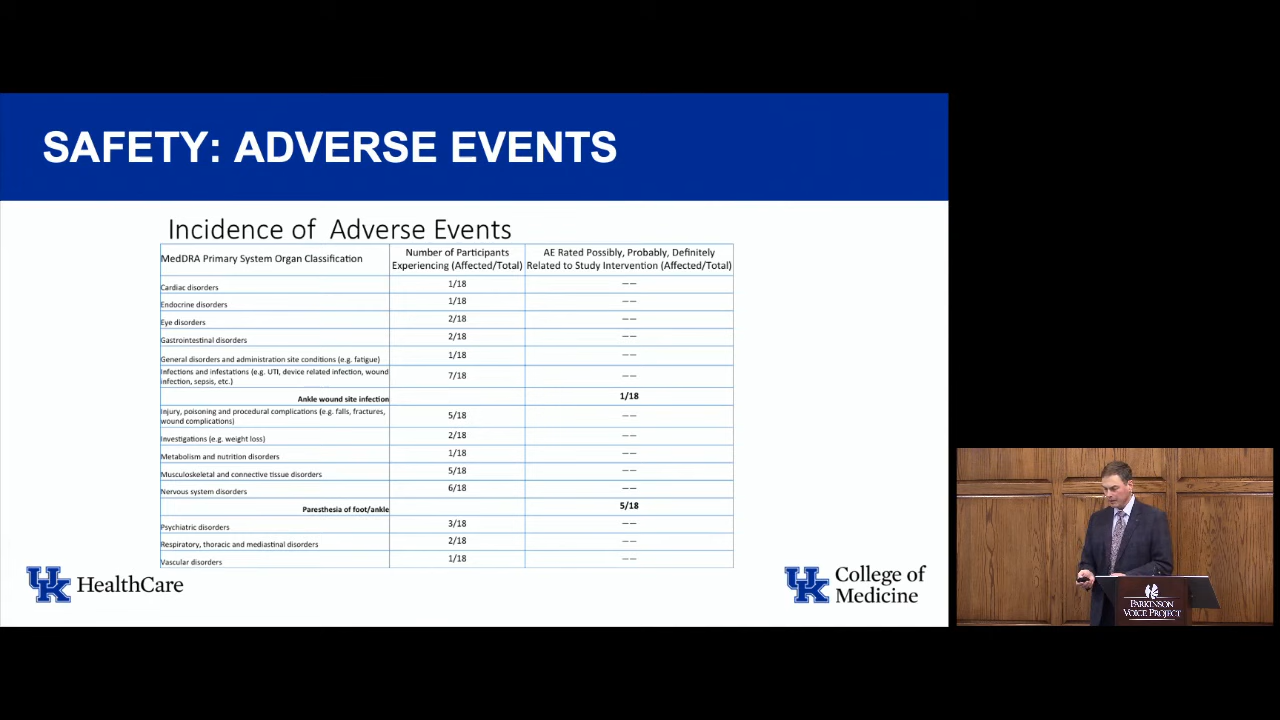 SAFETY: ADVERSE EVENTS
Incidence of Adverse Events
MedDRA Primary System Organ Classification
Number of Participants
Experiencing (Affected/Total)
AE Rated Possibly, Probably, Definitely
Related to Study Intervention (Affected/Total)
Cardiac disorders 1/18 ——
Endocrine disorders 1/18 ——
Eye disorders 2/18 ——
Gastrointestinal disorders 2/18 ——
General disorders and administration site conditions (e.g. fatigue) 1/18 ——
Infections and infestations (e.g. UTI, device related infection, wound
infection, sepsis, etc.) 7/18 ——
Ankle wound site infection 1/18
Injury, poisoning and procedural complications (e.g. falls, fractures,
wound complications) 5/18 ——
Investigations (e.g. weight loss) 2/18 ——
Metabolism and nutrition disorders 1/18 ——
Musculoskeletal and connective tissue disorders 5/18 ——
Nervous system disorders 6/18 ——
Paresthesia of foot/ankle 5/18
Psychiatric disorders 3/18 ——
Respiratory, thoracic and mediastinal disorders 2/18 ——
Vascular disorders 1/18 ——
UK HealthCare
UK College of
Medicine
PARKINSON
VOICE PROJECT